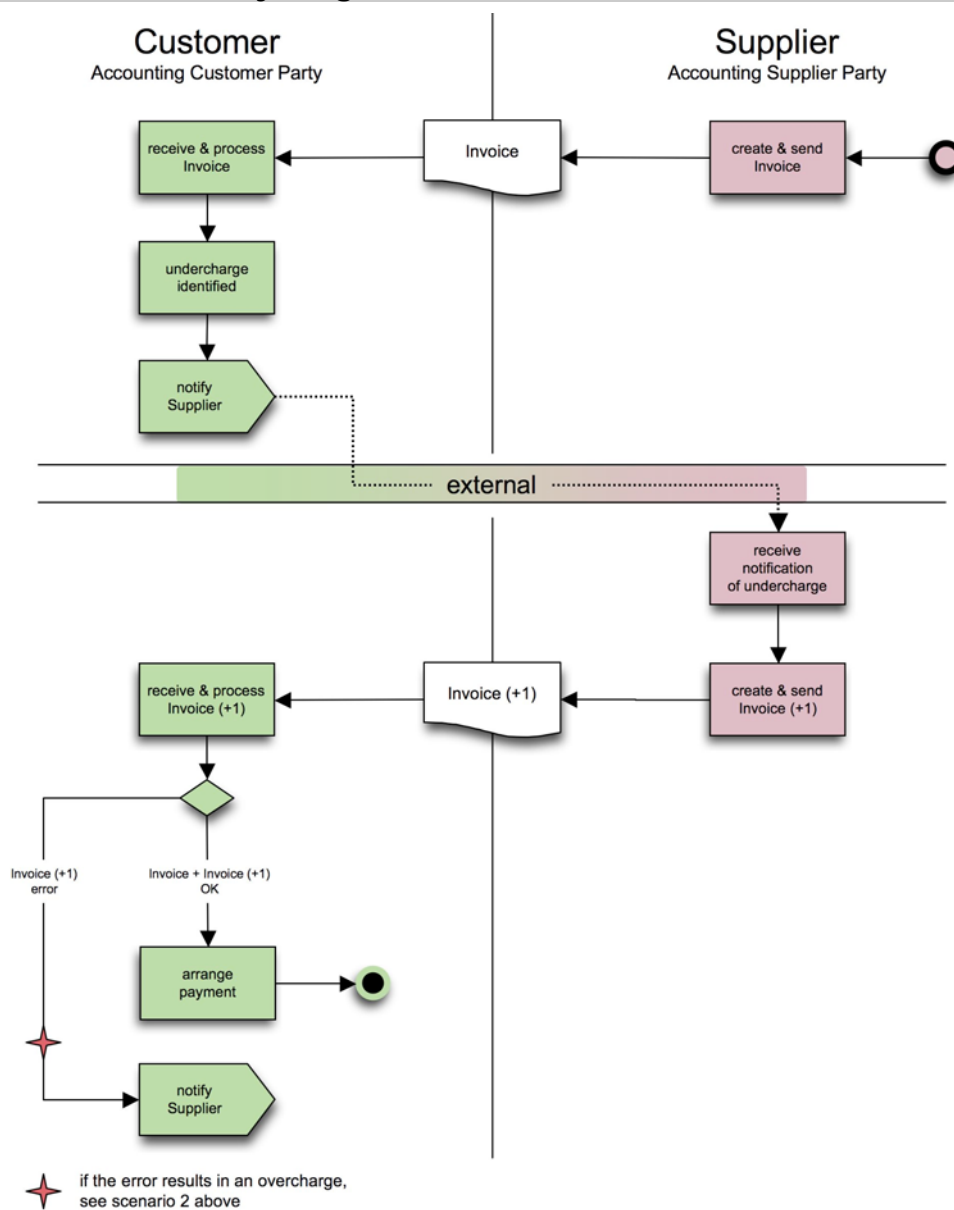 Customer
Accounting Customer Party
Supplier
Accounting Supplier Party
receive & process
Invoice
Invoice
create & send
Invoice
undercharge
identified
notify
Supplier
external
receive
notification
of undercharge
receive & process
Invoice (+1)
Invoice (+1)
create & send
Invoice (+1)
Invoice (+1)
error
Invoice + Invoice (+1)
OK
arrange
payment
notify
Supplier
if the error results in an overcharge,
see scenario 2 above